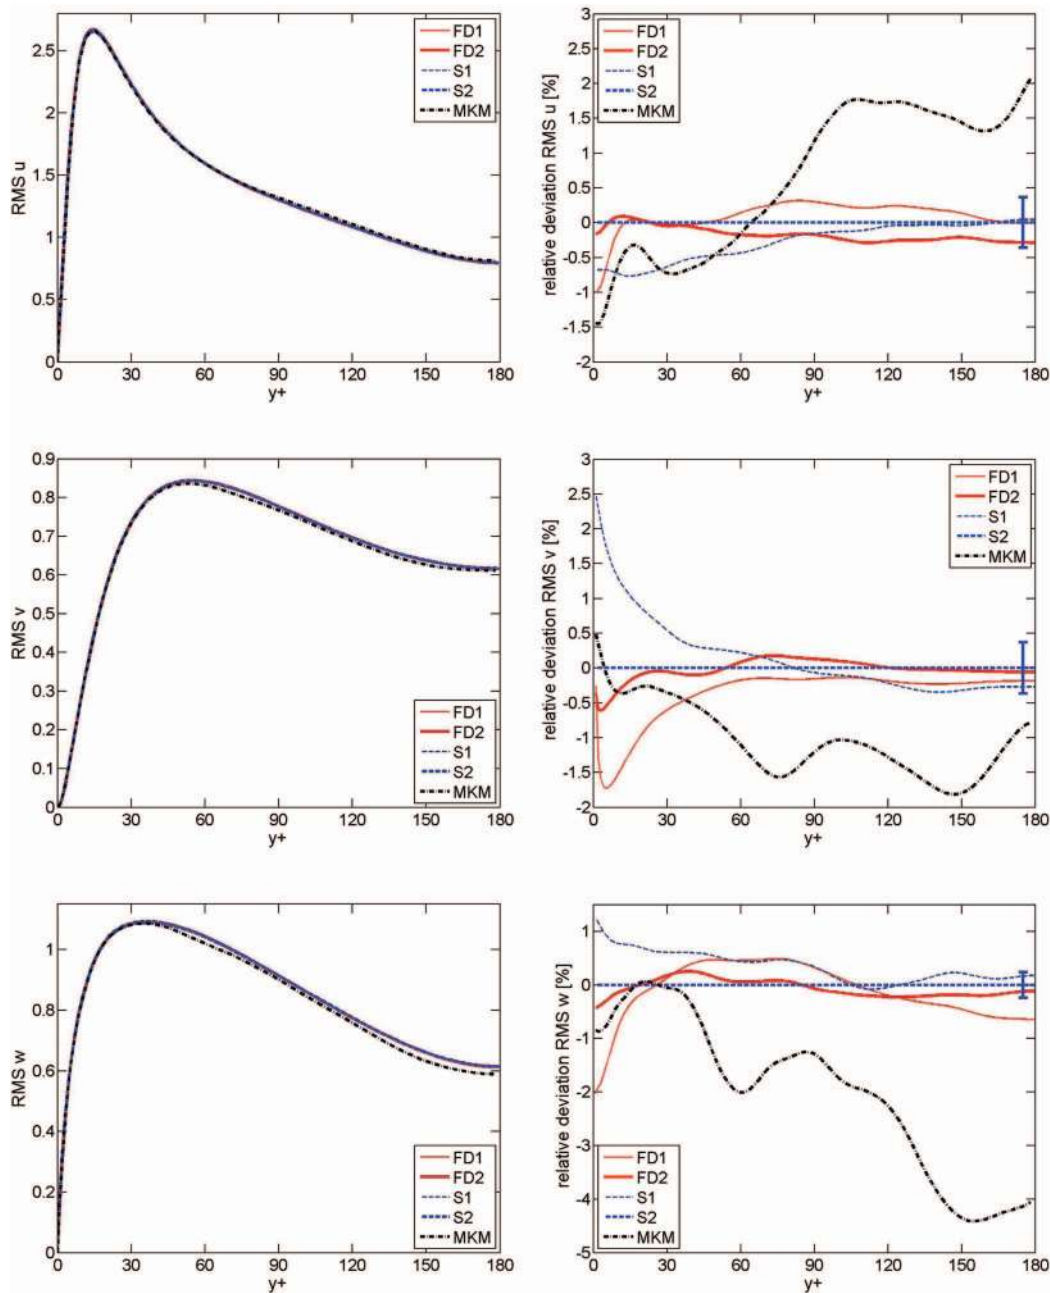 RMS u
2.5
2
1.5
1
0.5
0
0 30 60 90 120 150 180
y+
FD1
FD2
S1
S2
MKM
relative deviation RMS u [%]
3
2.5
2
1.5
1
0.5
0
-0.5
-1
-1.5
-2
0 30 60 90 120 150 180
y+
FD1
FD2
S1
S2
MKM
RMS v
0.9
0.8
0.7
0.6
0.5
0.4
0.3
0.2
0.1
0
0 30 60 90 120 150 180
y+
FD1
FD2
S1
S2
MKM
relative deviation RMS v [%]
3
2.5
2
1.5
1
0.5
0
-0.5
-1
-1.5
-2
0 30 60 90 120 150 180
y+
FD1
FD2
S1
S2
MKM
RMS w
1
0.8
0.6
0.4
0.2
0
0 30 60 90 120 150 180
y+
FD1
FD2
S1
S2
MKM
relative deviation RMS w [%]
1
0
-1
-2
-3
-4
-5
0 30 60 90 120 150 180
y+
FD1
FD2
S1
S2
MKM